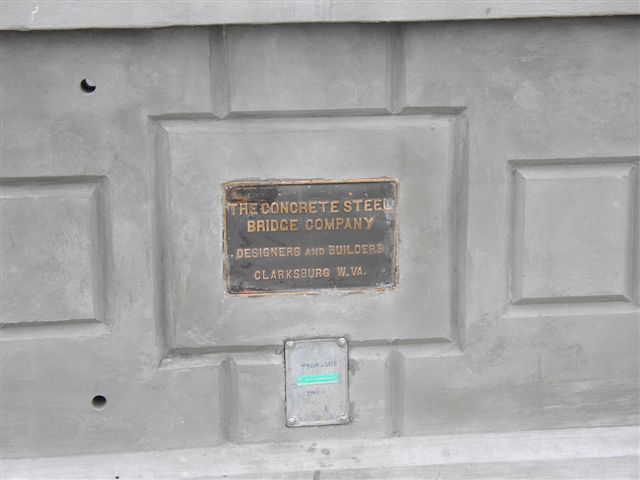 THE CONCRETE STEEL
BRIDGE COMPANY
DESIGNERS AND BUILDERS
CLARKSBURG W.VA.